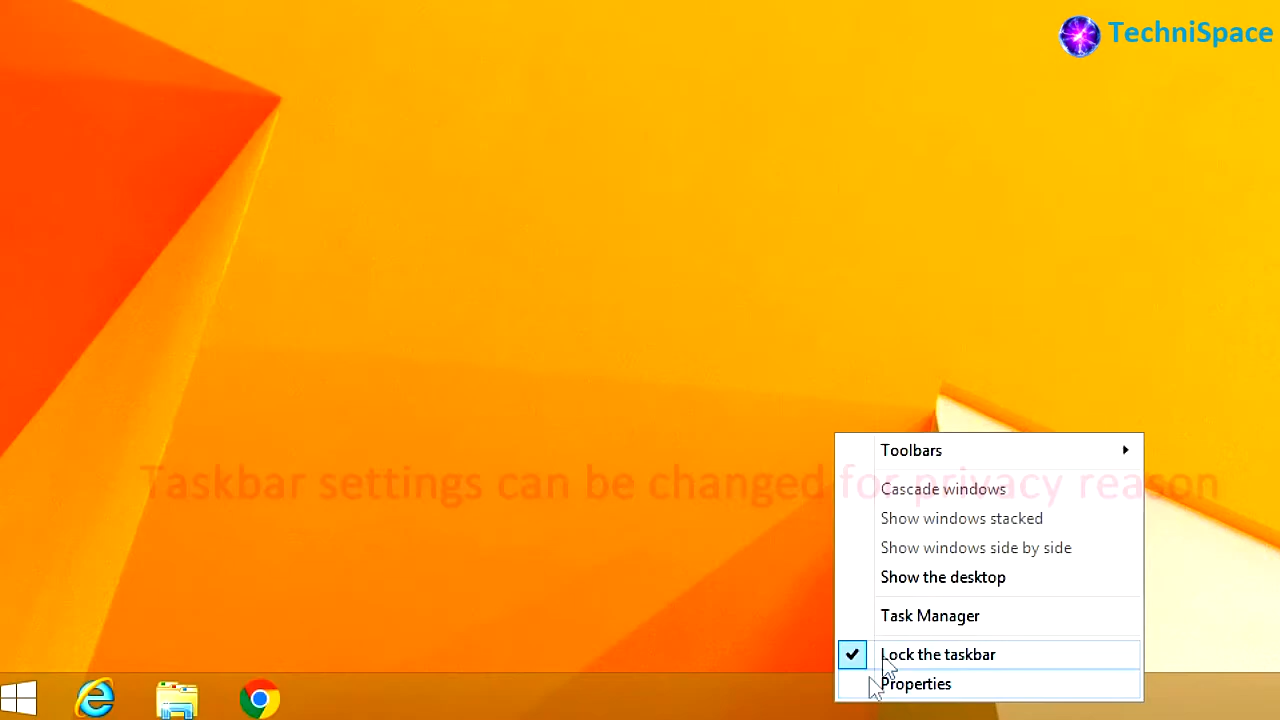 TechniSpace
Toolbars
Taskbar settings can be changed for privacy reason
Cascade windows
Show windows stacked
Show windows side by side
Show the desktop
Task Manager
Lock the taskbar
Properties